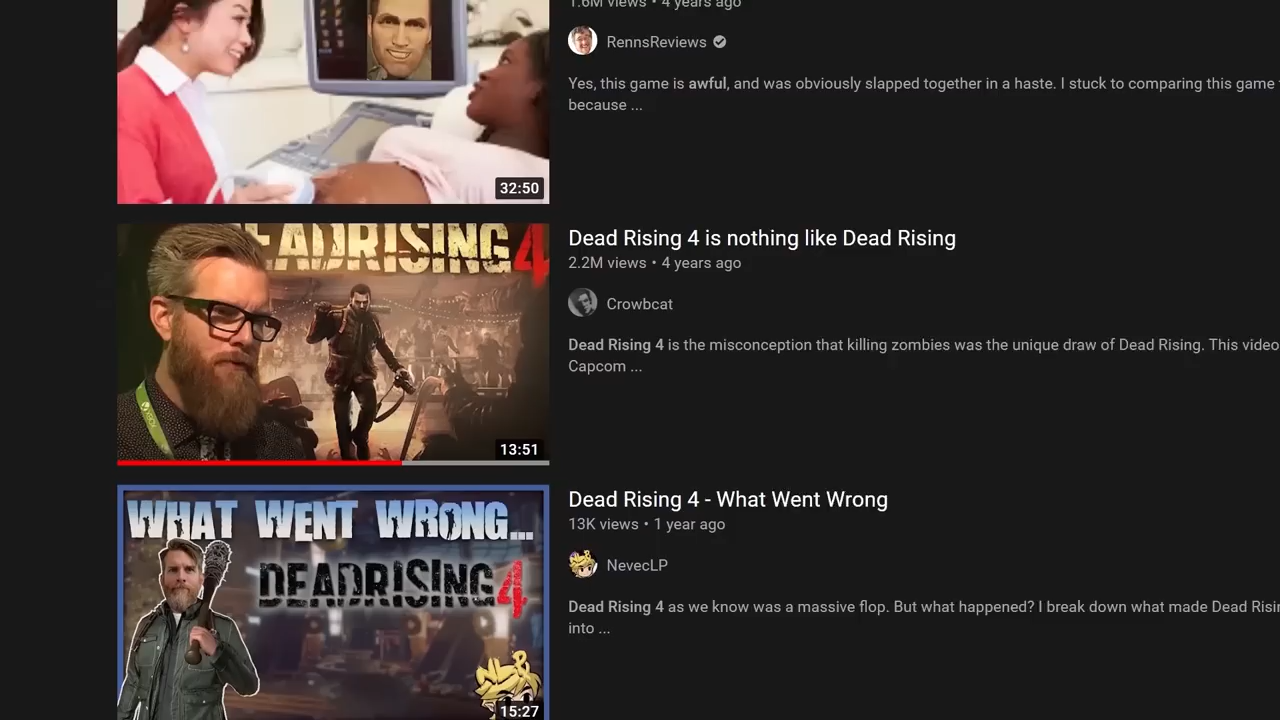 1.6M views • 4 years ago
RennsReviews
Yes, this game is awful, and was obviously slapped together in a haste. I stuck to comparing this game
because ...
32:50
DEADRISING 4
Dead Rising 4 is nothing like Dead Rising
2.2M views • 4 years ago
Crowbcat
Dead Rising 4 is the misconception that killing zombies was the unique draw of Dead Rising. This video
Capcom ...
XBOX
13:51
WHAT WENT WRONG...
DEADRISING 4
Dead Rising 4 - What Went Wrong
13K views • 1 year ago
NevecLP
Dead Rising 4 as we know was a massive flop. But what happened? I break down what made Dead Risi
into ...
15:27